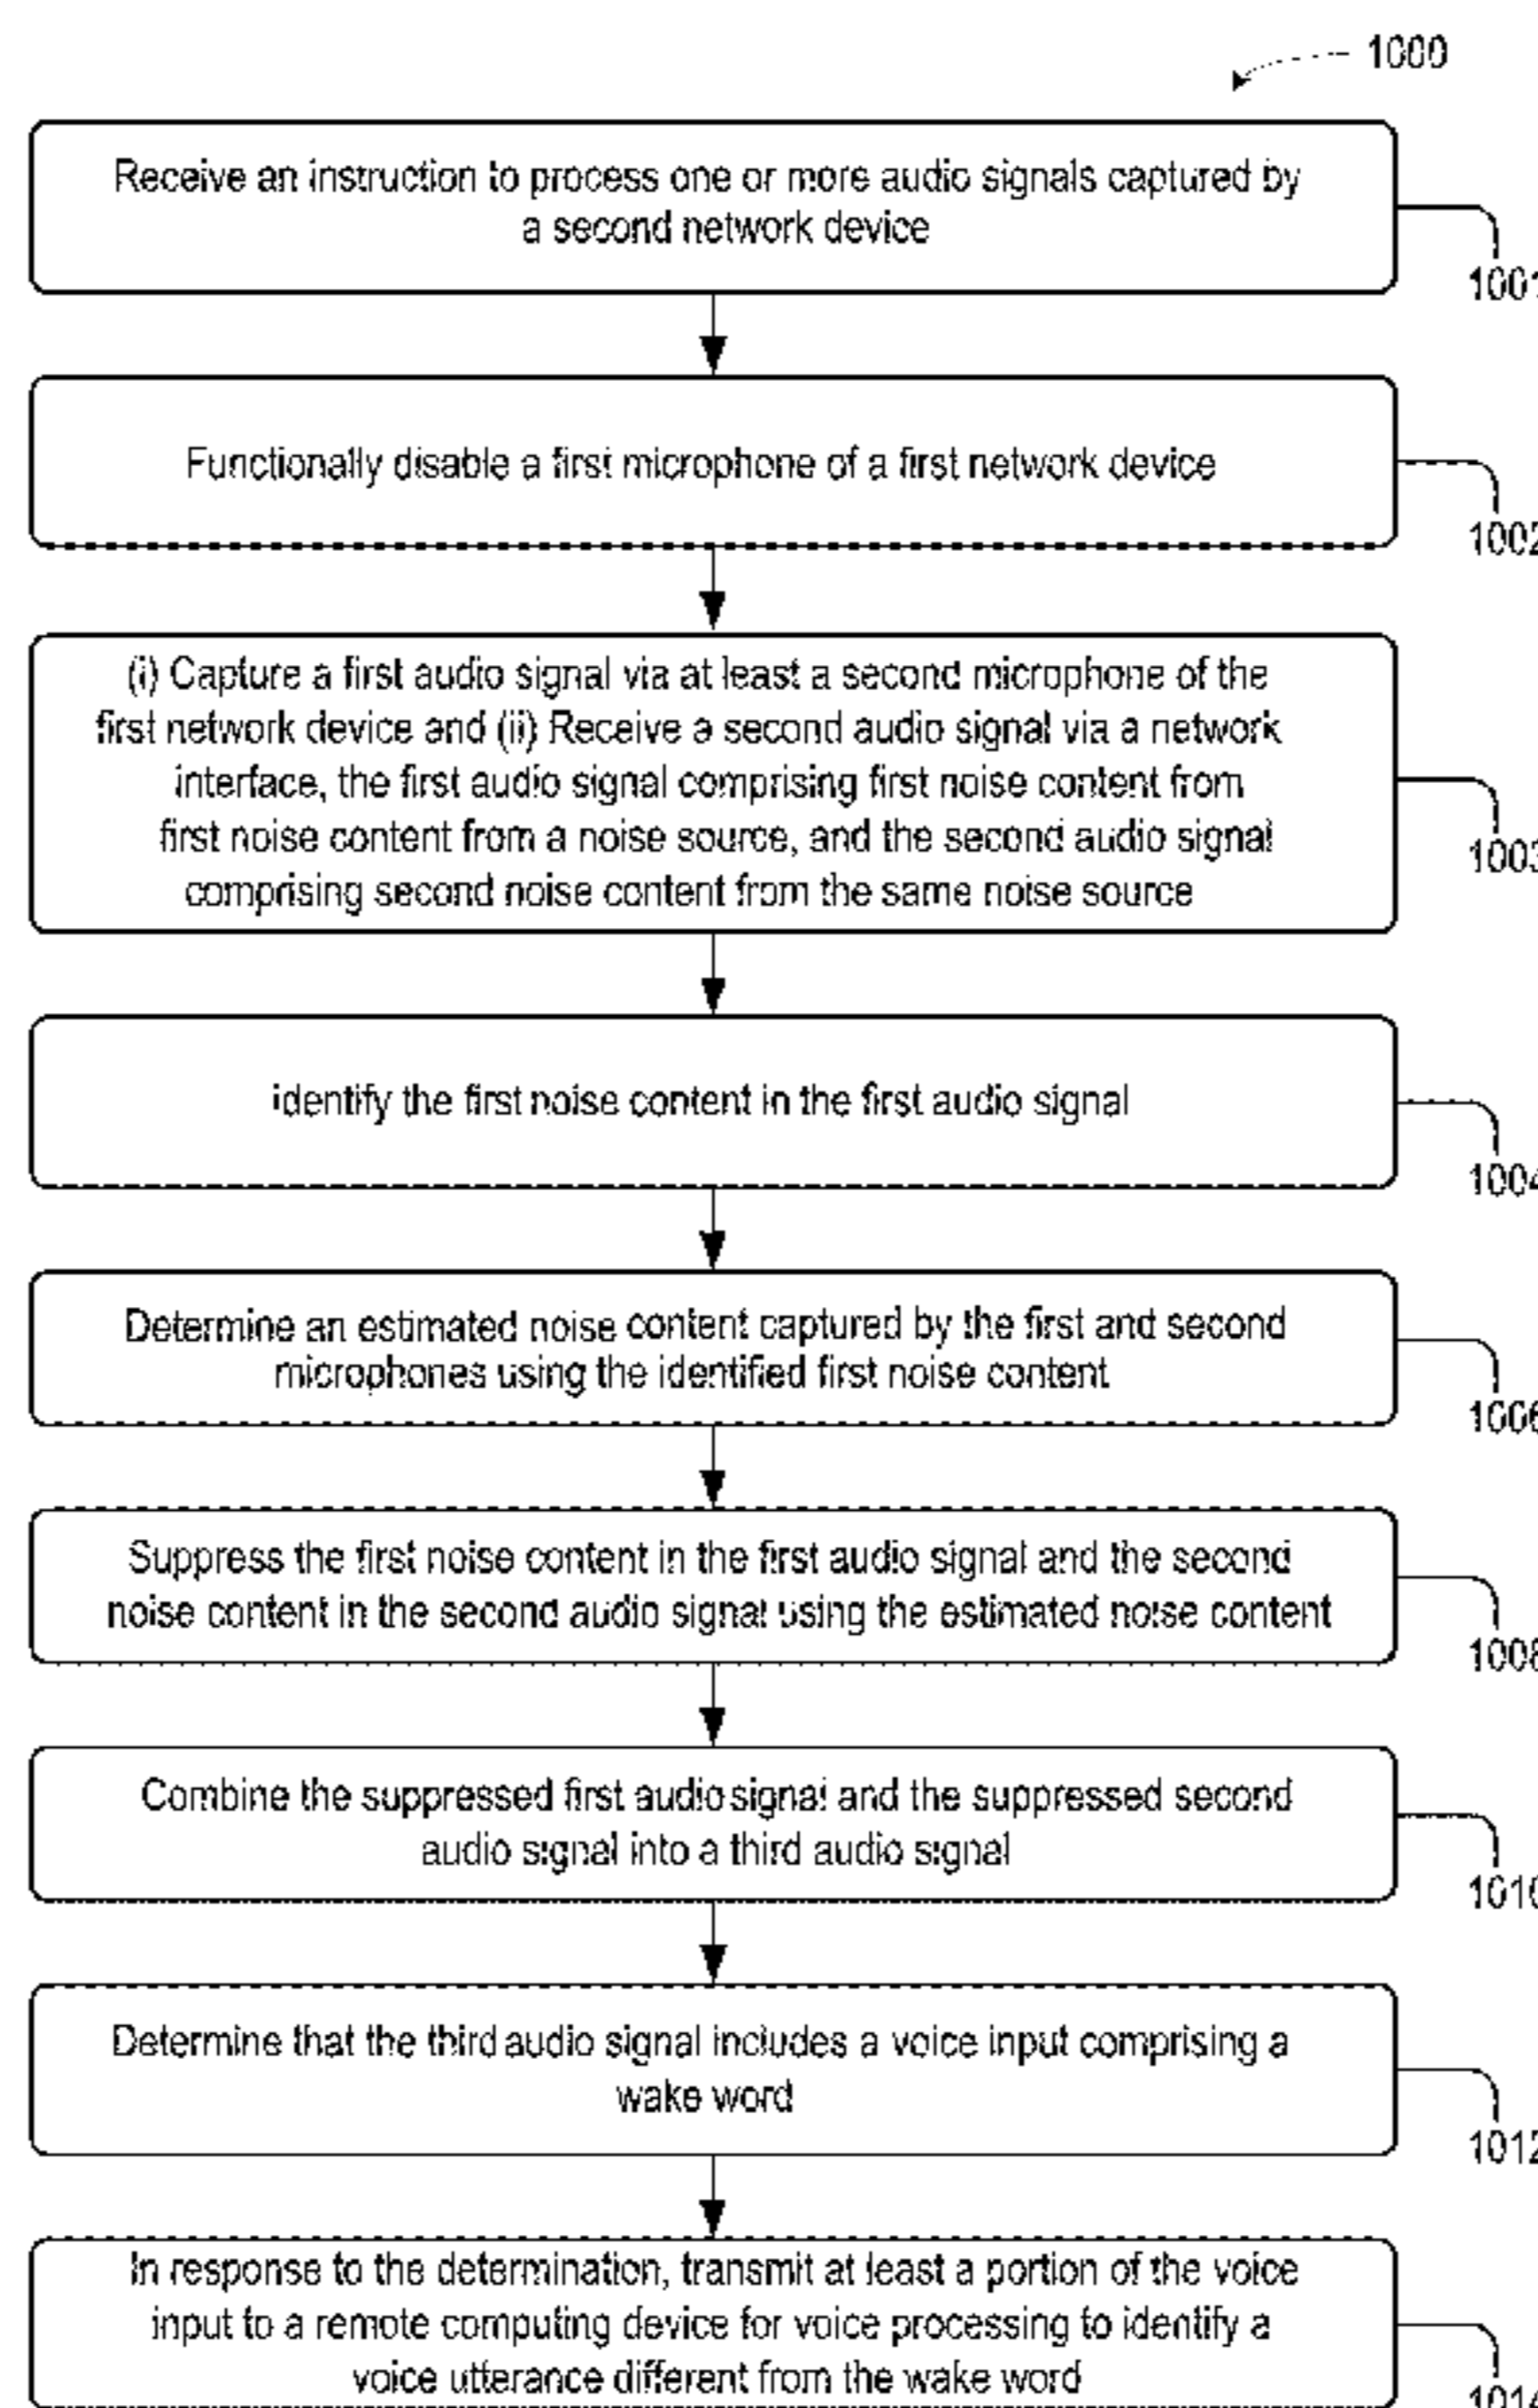 1000
Receive an instruction to process one or more audio signals captured by
a second network device
1001
Functionally disable a first microphone of a first network device
1002
(i) Capture a first audio signal via at least a second microphone of the
first network device and (ii) Receive a second audio signal via a network
interface, the first audio signal comprising first noise content from
first noise content from a noise source, and the second audio signal
comprising second noise content from the same noise source
1003
identify the first noise content in the first audio signal
1004
Determine an estimated noise content captured by the first and second
microphones using the identified first noise content
1006
Suppress the first noise content in the first audio signal and the second
noise content in the second audio signal using the estimated noise content
1008
Combine the suppressed first audio signal and the suppressed second
audio signal into a third audio signal
1010
Determine that the third audio signal includes a voice input comprising a
wake word
1012
In response to the determination, transmit at least a portion of the voice
input to a remote computing device for voice processing to identify a
voice utterance different from the wake word
1014